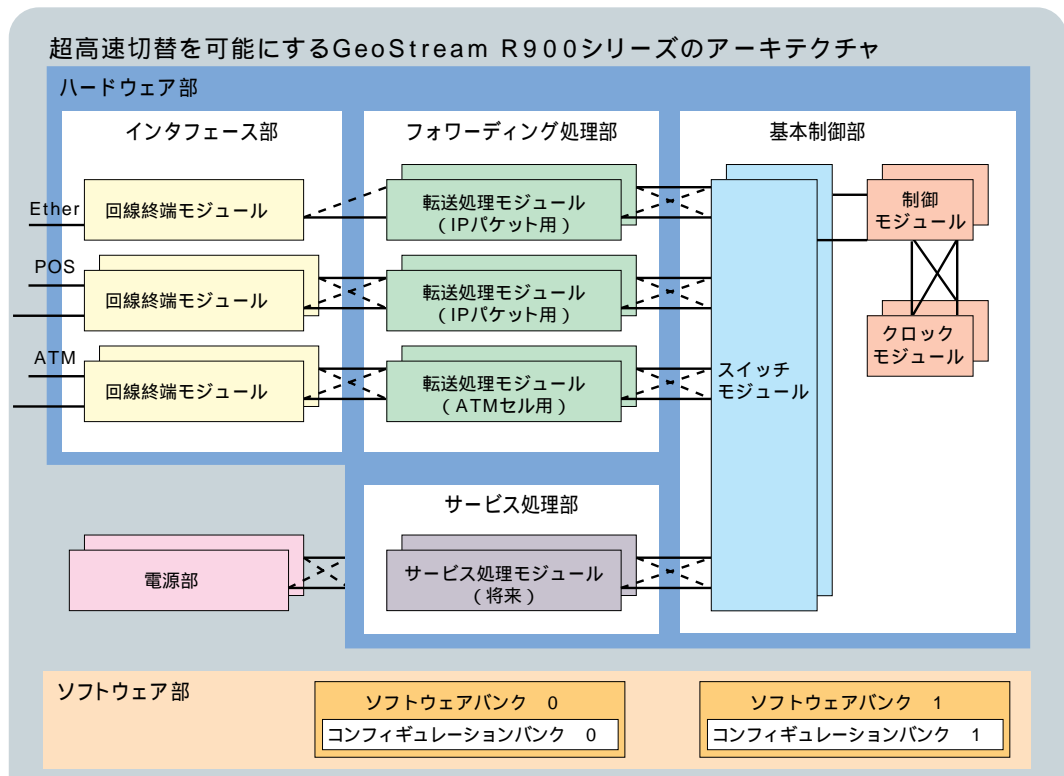 超高速切替を可能にするGeoStream R900シリーズのアーキテクチャ
ハードウェア部
インタフェース部
フォワーディング処理部
基本制御部
Ether
回線終端モジュール
転送処理モジュール
(IPパケット用)
制御
モジュール
POS
回線終端モジュール
転送処理モジュール
(IPパケット用)
クロック
モジュール
ATM
回線終端モジュール
転送処理モジュール
(ATMセル用)
スイッチ
モジュール
サービス処理部
電源部
サービス処理モジュール
(将来)
ソフトウェア部
ソフトウェアバンク 0
コンフィギュレーションバンク 0
ソフトウェアバンク 1
コンフィギュレーションバンク 1